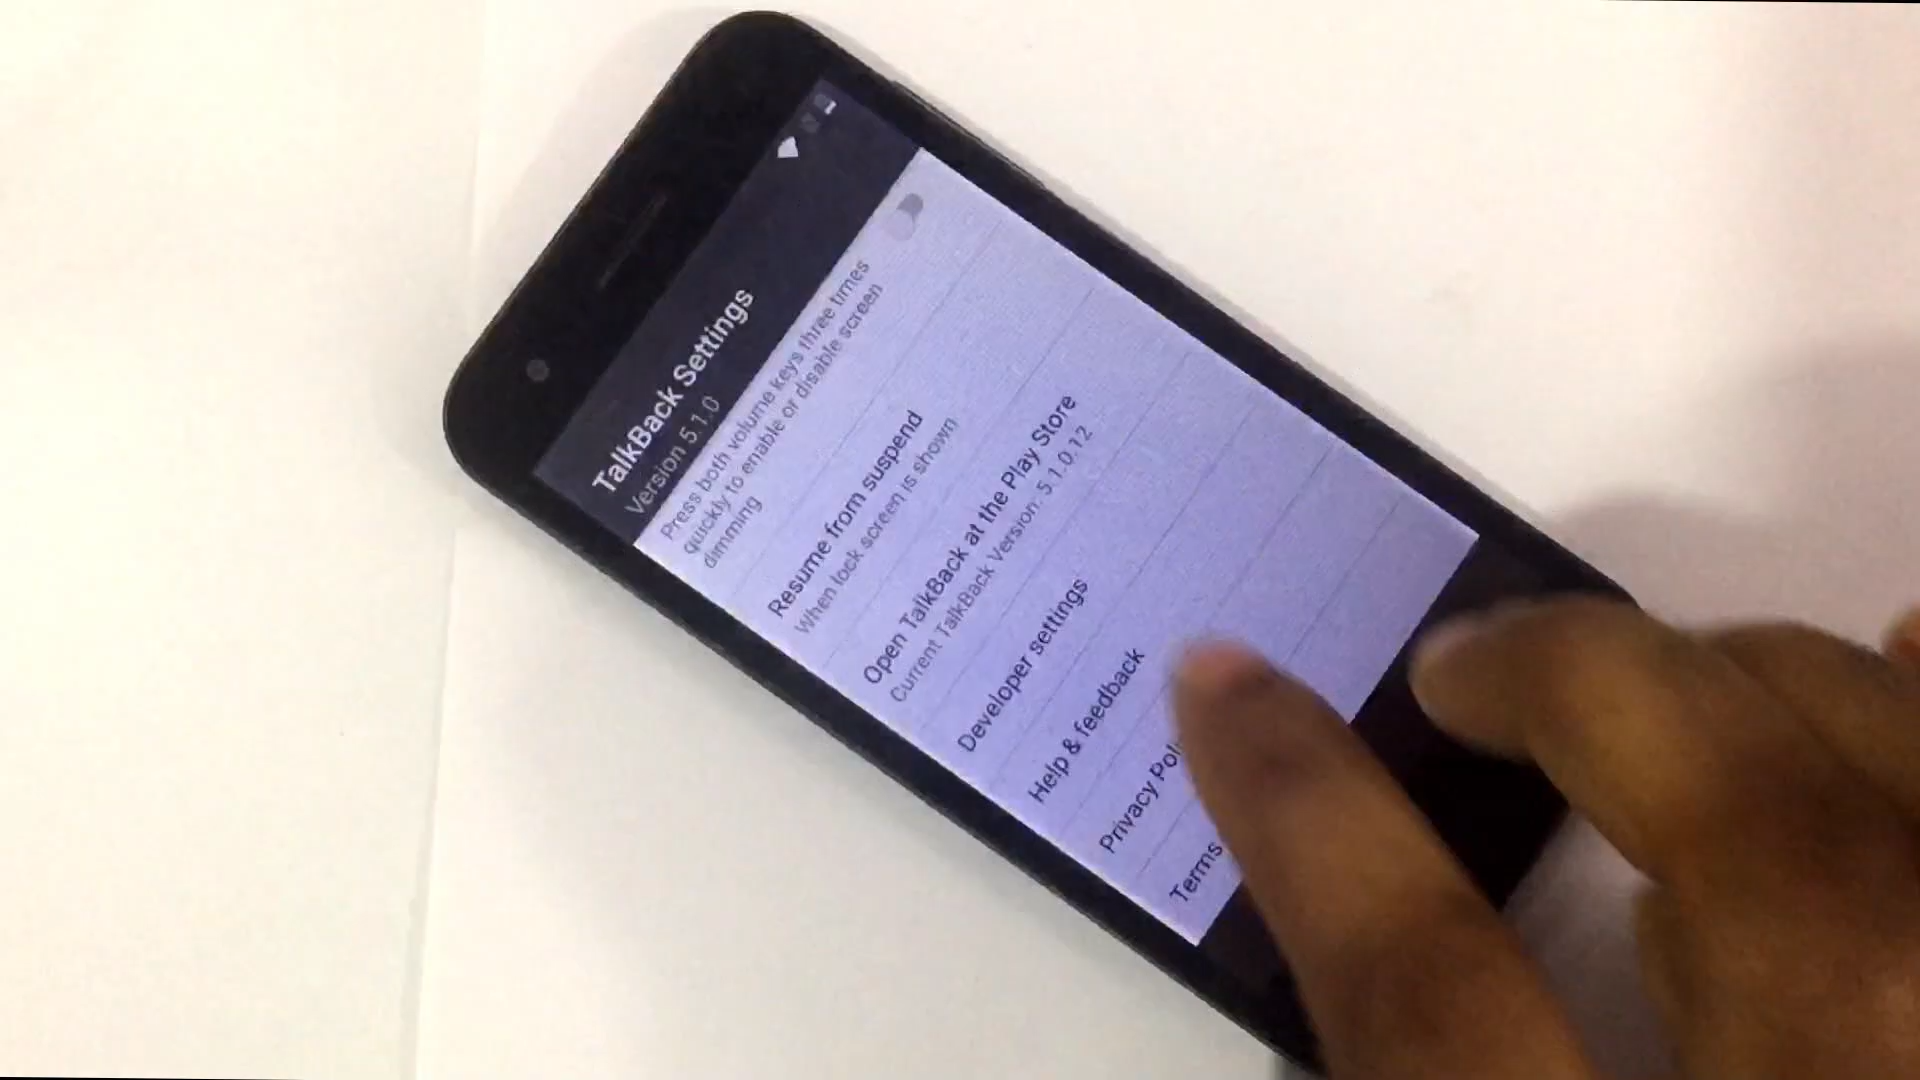 TalkBack Settings
Version 5.1.0
Press both volume keys three times
quickly to enable or disable screen
dimming
Resume from suspend
When lock screen is shown
Open TalkBack at the Play Store
Current TalkBack Version: 5.1.0.12
Developer settings
Help & feedback
Privacy
Terms